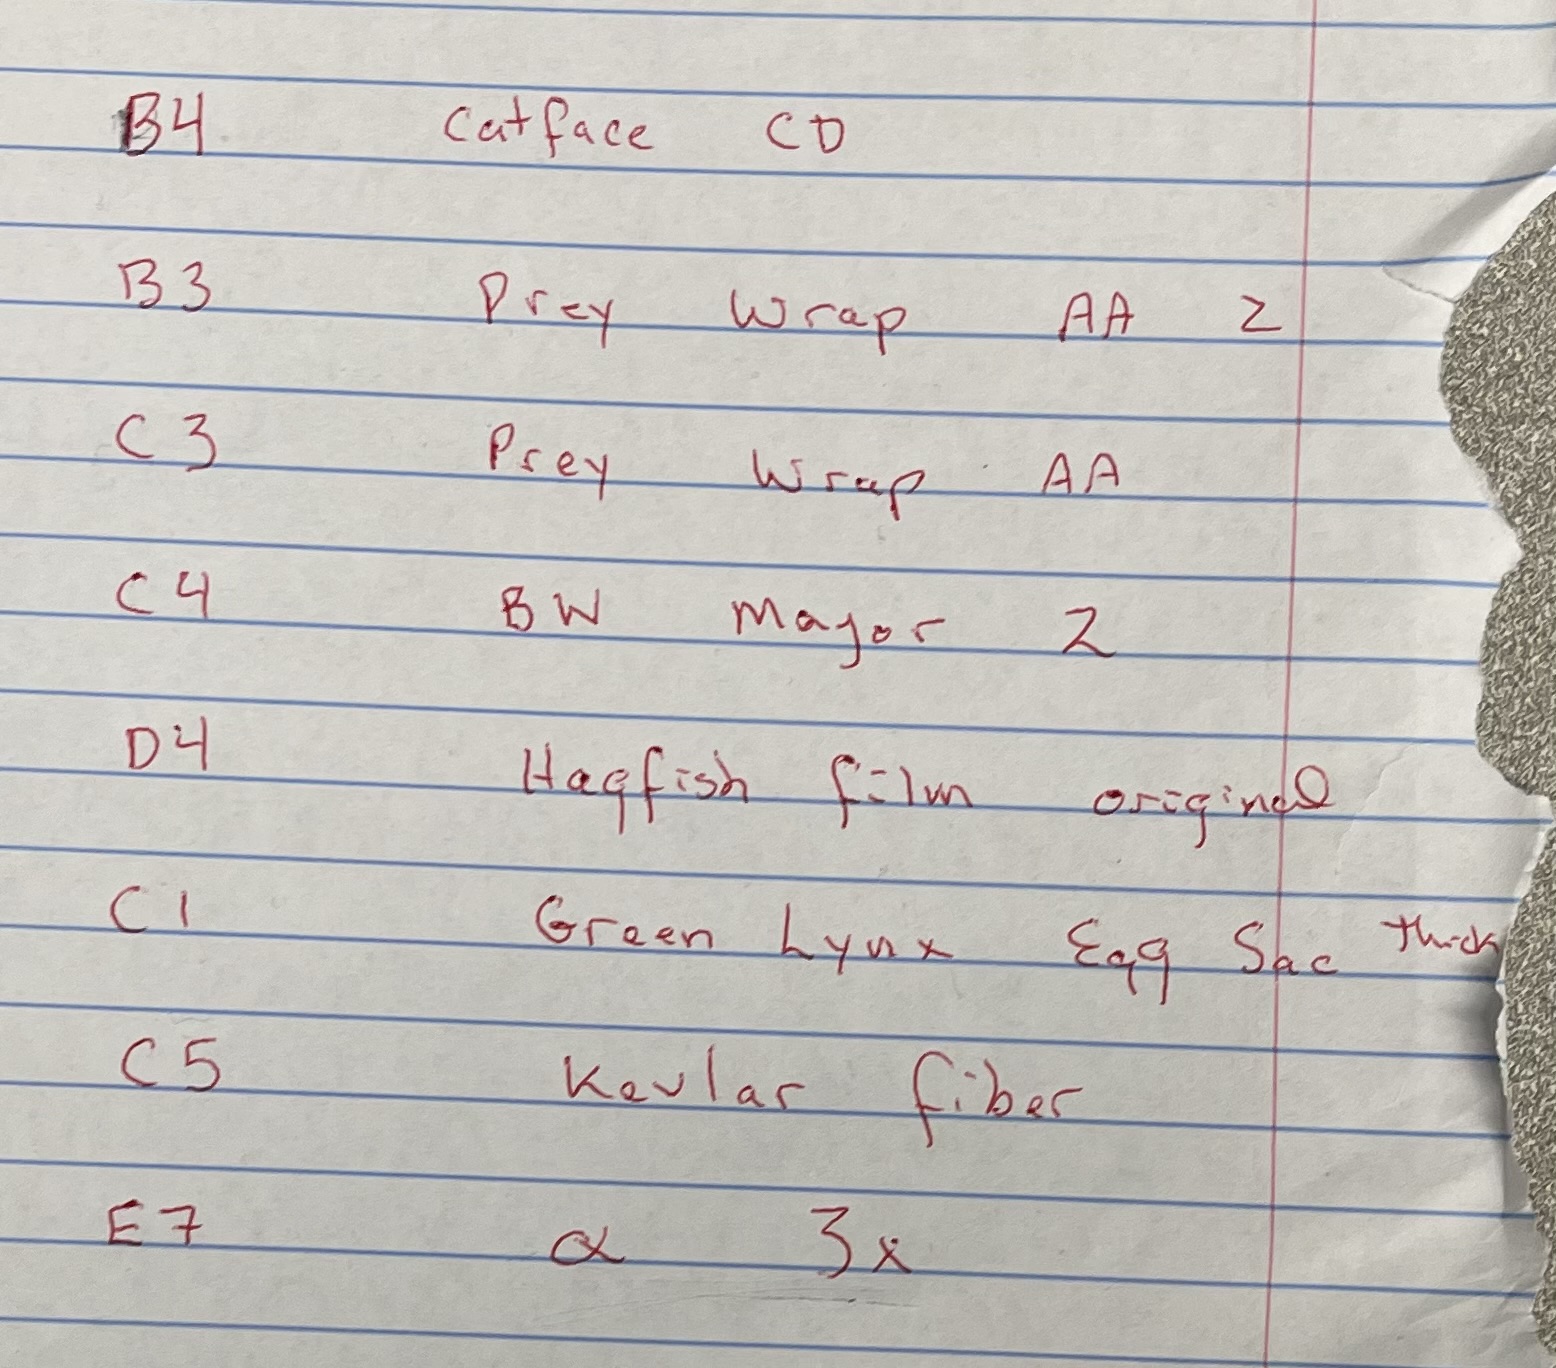 B4 Catface CD
B3 Prey Wrap AA 2
C3 Prey Wrap AA
C4 BW Major 2
D4 Hagfish film original
C1 Green Lynx Egg Sac Thick
C5 Kevlar fiber
E7 α 3x